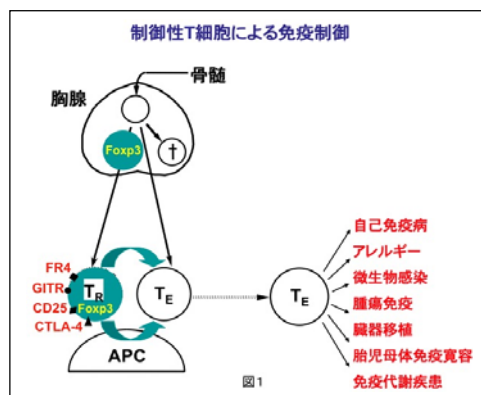 制御性T細胞による免疫制御
骨髄
胸腺
Foxp3
†
FR4
GITR
CD25
CTLA-4
TR
Foxp3
TE
APC
TE
自己免疫病
アレルギー
微生物感染
腫瘍免疫
臓器移植
胎児母体免疫寛容
免疫代謝疾患
図1